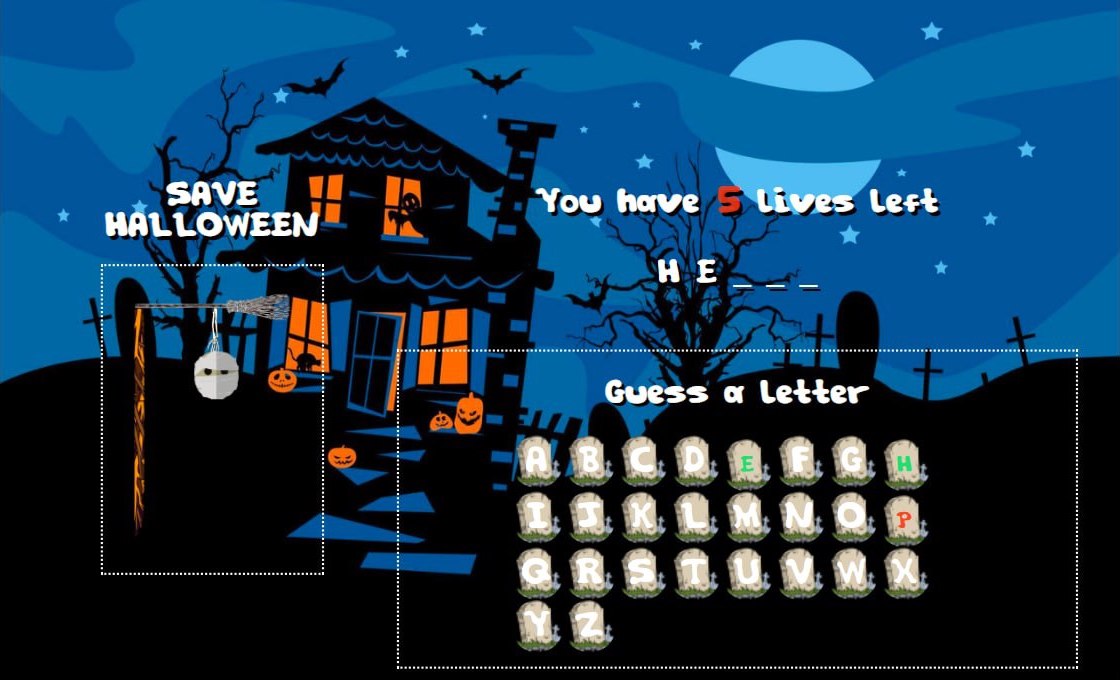 SAVE
HALLOWEEN
You have 5 Lives Left
H E _ _ _
Guess a Letter
A B C D E F G H
I J K L M N O P
Q R S T U V W X
Y Z